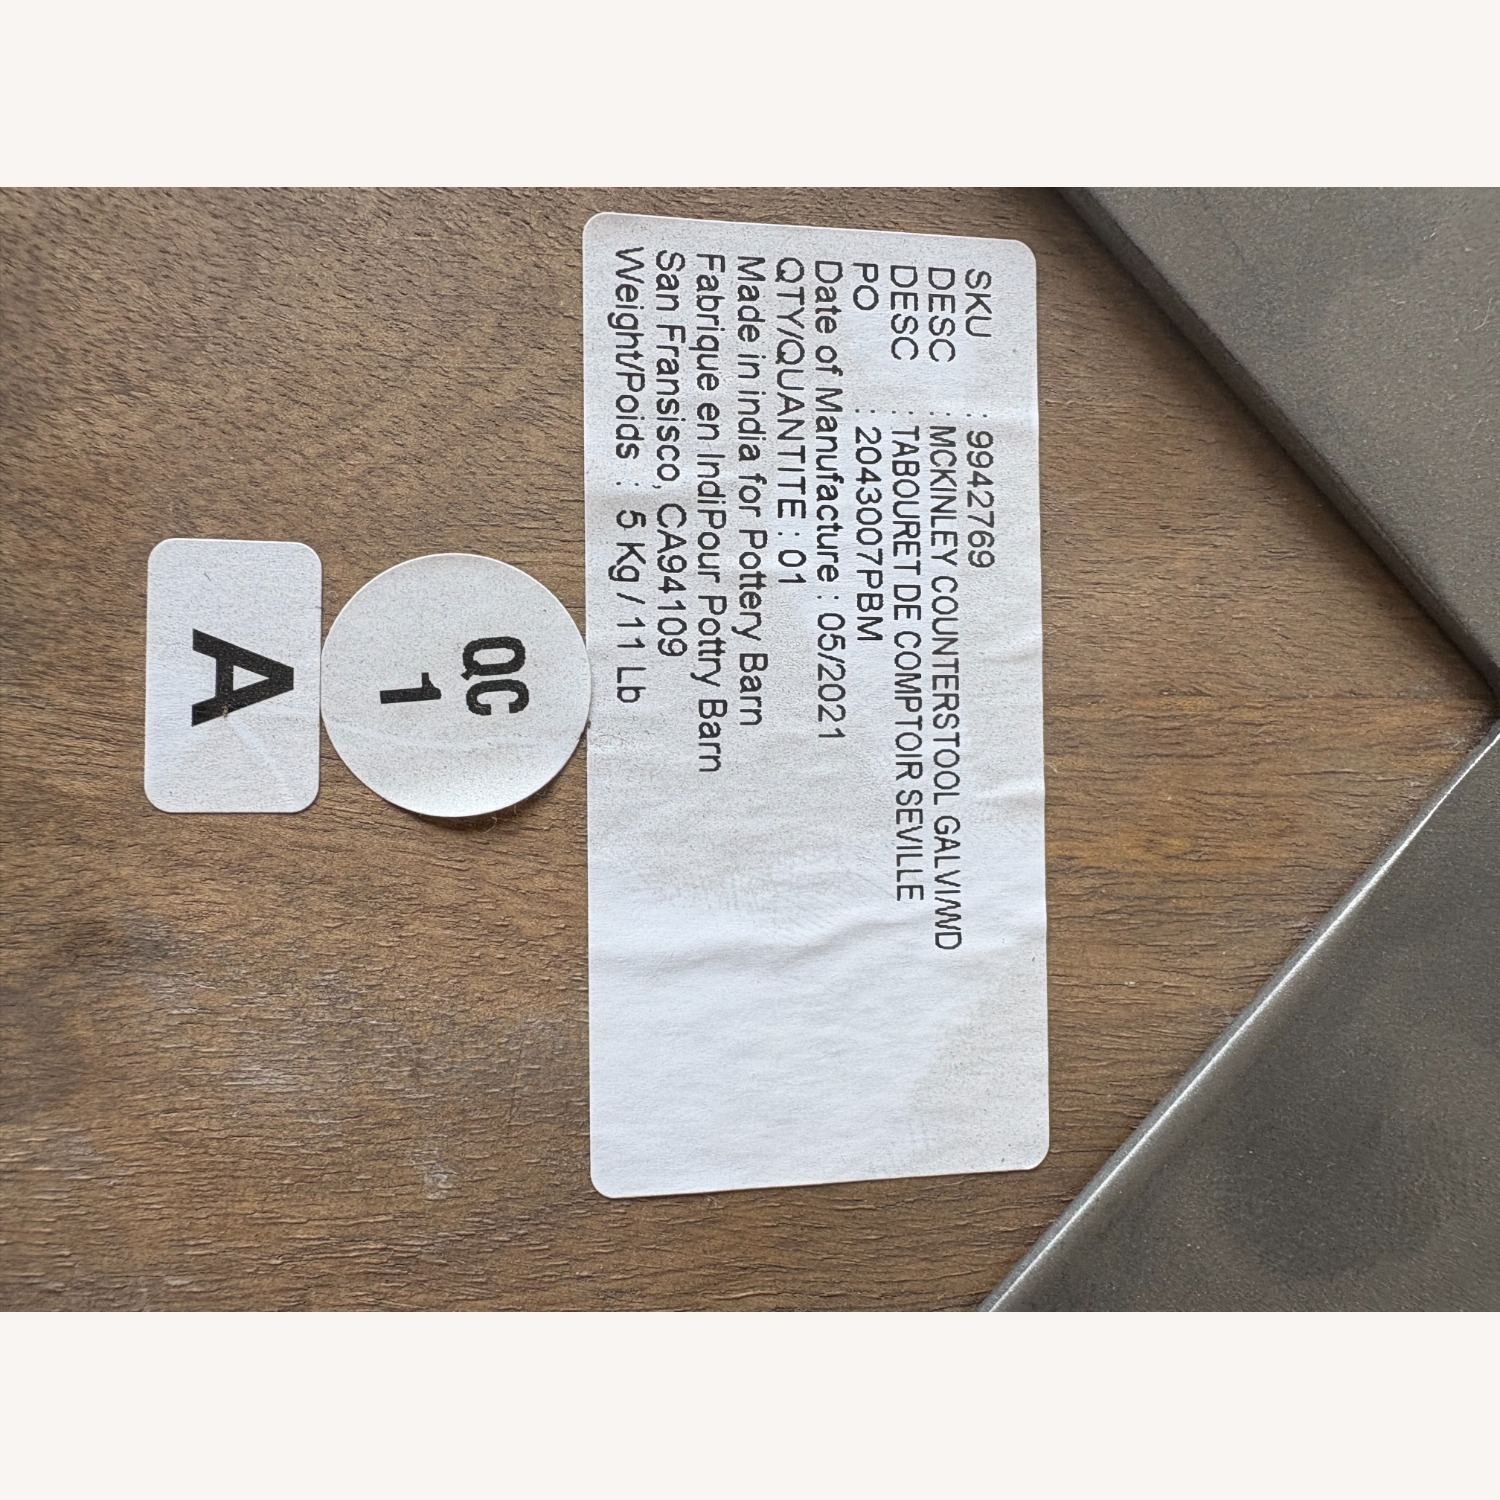 SKU : 9942769
DESC : MCKINLEY COUNTERSTOOL GALV/WD
DESC : TABOURET DE COMPTOIR SEVILLE
PO : 2043007PBM
Date of Manufacture : 05/2021
QTY/QUANTITE : 01
Made in india for Pottery Barn
Fabrique en IndiPour Pottry Barn
San Fransisco, CA94109
Weight/Poids : 5 Kg / 11 Lb
QC
1
A